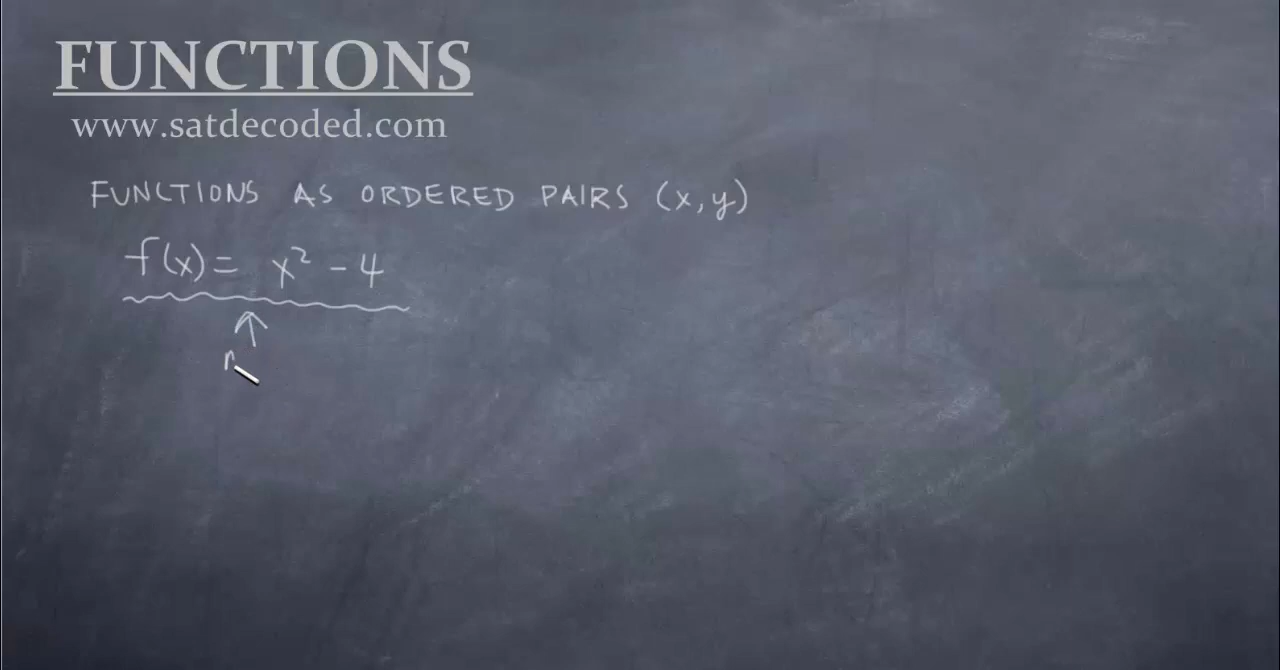 FUNCTIONS
www.satdecoded.com
FUNCTIONS AS ORDERED PAIRS (x,y)
f(x) = x² - 4